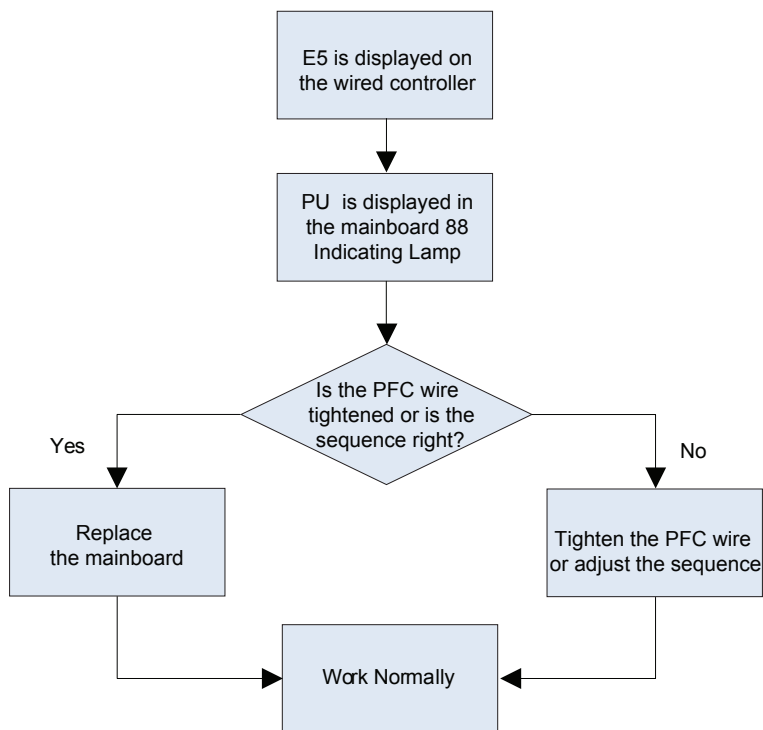 E5 is displayed on
the wired controller
PU is displayed in
the mainboard 88
Indicating Lamp
Is the PFC wire
tightened or is the
sequence right?
Yes
No
Replace
the mainboard
Tighten the PFC wire
or adjust the sequence
Work Normally